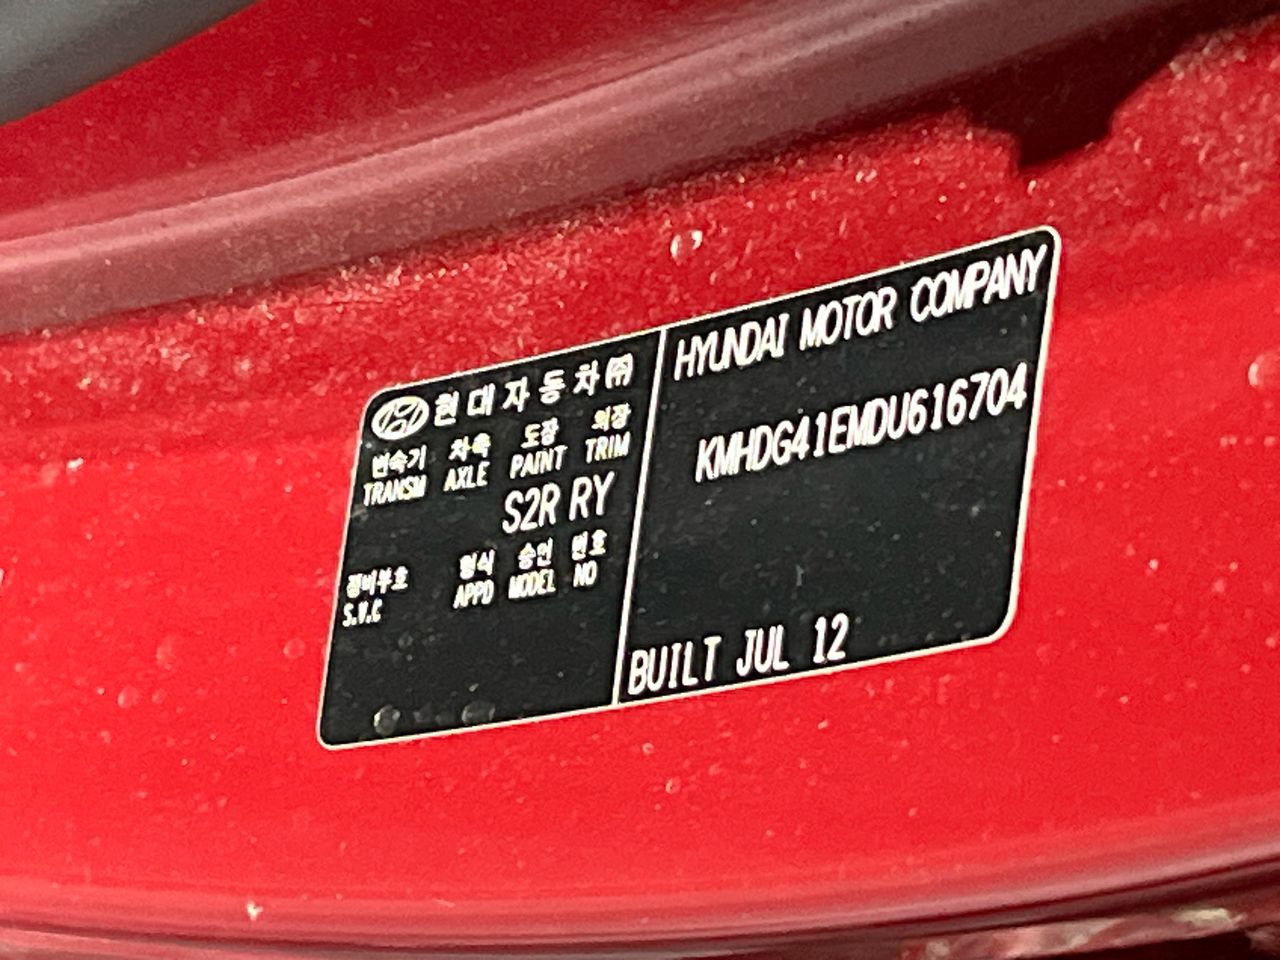 현대자동차㈜
변속기 차축 도장 의장
TRANSM AXLE PAINT TRIM
S2R RY
정비부호 형식 승인 번호
S.V.C APPD MODEL NO
HYUNDAI MOTOR COMPANY
KMHDG41EMDU616704
BUILT JUL 12